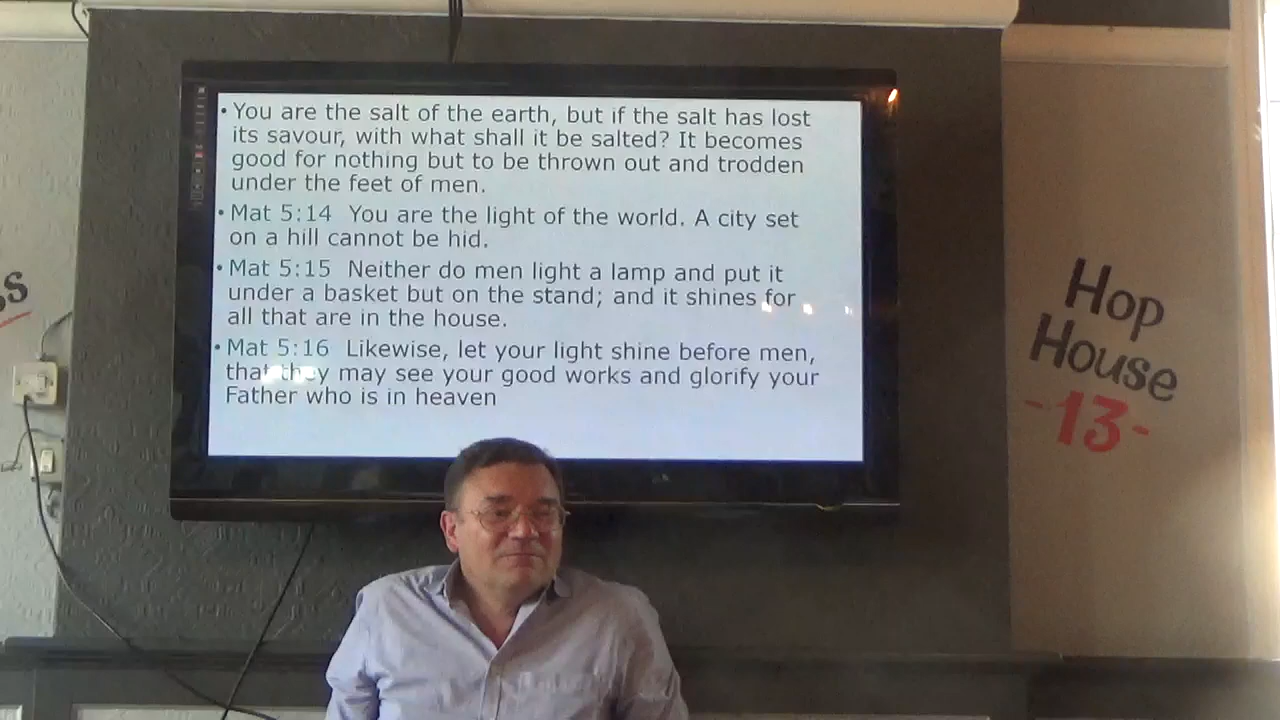 • You are the salt of the earth, but if the salt has lost
its savour, with what shall it be salted? It becomes
good for nothing but to be thrown out and trodden
under the feet of men.
• Mat 5:14 You are the light of the world. A city set
on a hill cannot be hid.
• Mat 5:15 Neither do men light a lamp and put it
under a basket but on the stand; and it shines for
all that are in the house.
• Mat 5:16 Likewise, let your light shine before men,
that they may see your good works and glorify your
Father who is in heaven
Hop
House
-13-